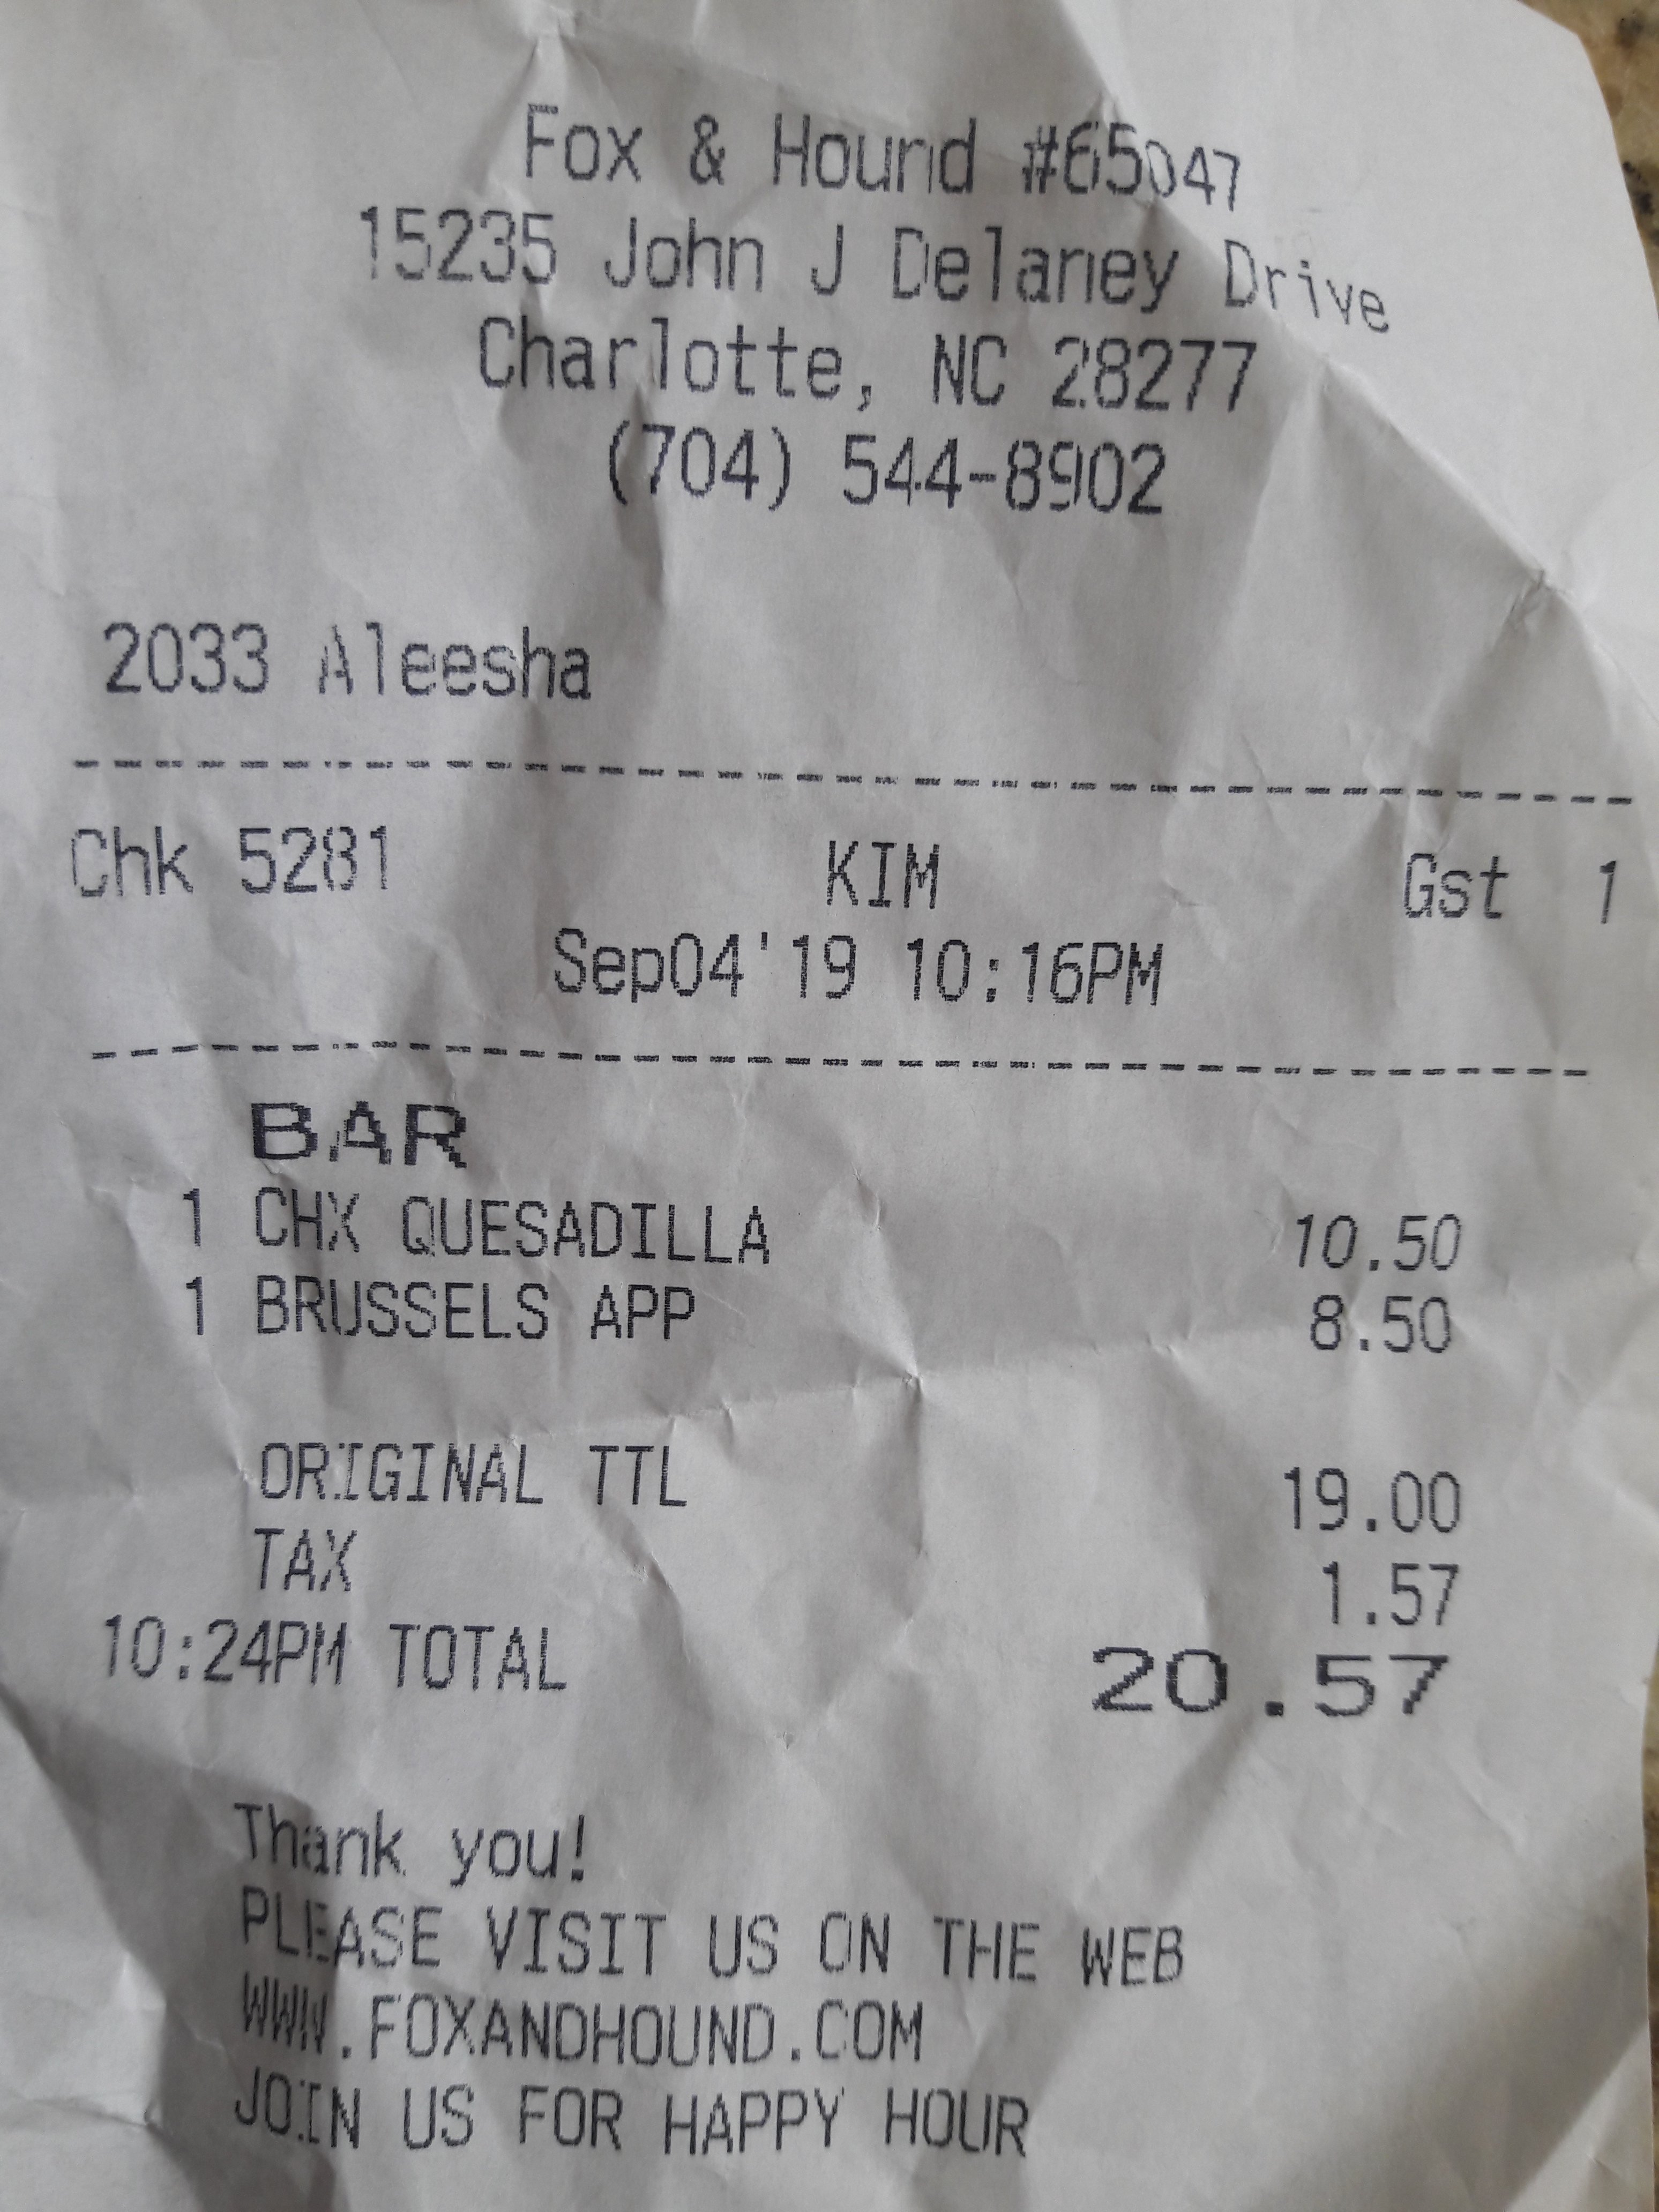 Fox & Hound #65047
15235 John J Delaney Drive
Charlotte, NC 28277
(704) 544-8902
2033 Aleesha
Chk 5281 KIM Gst 1
Sep04'19 10:16PM
BAR
1 CHX QUESADILLA 10.50
1 BRUSSELS APP 8.50
ORIGINAL TTL 19.00
TAX 1.57
10:24PM TOTAL 20.57
Thank you!
PLEASE VISIT US ON THE WEB
WWW.FOXANDHOUND.COM
JOIN US FOR HAPPY HOUR